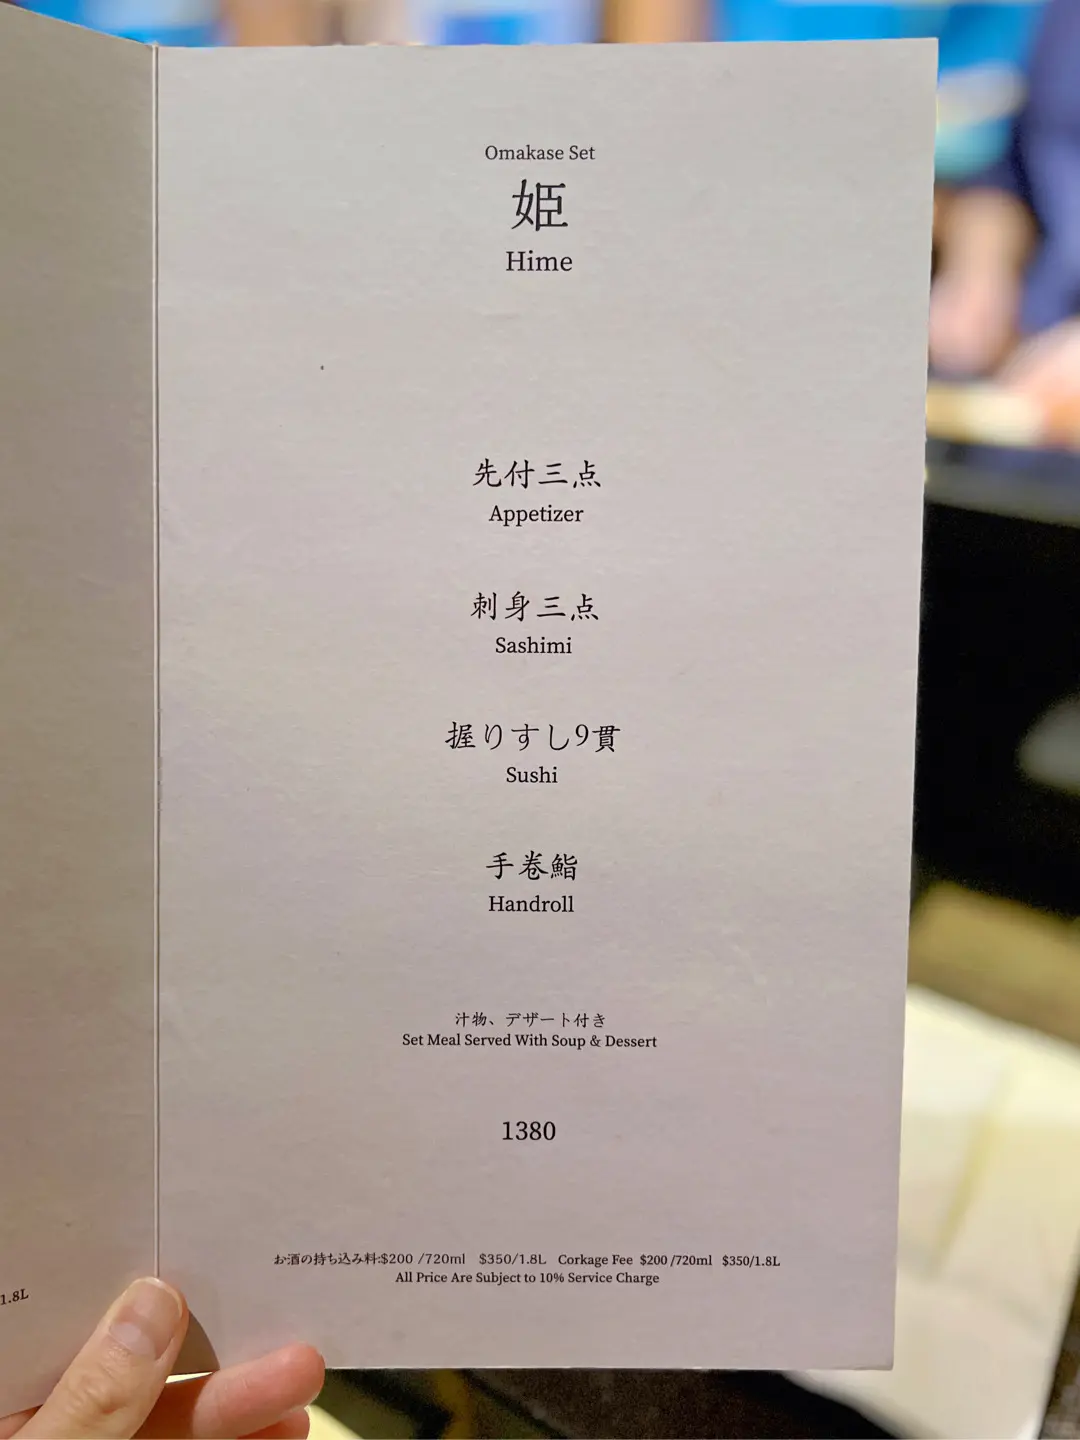 Omakase Set
姫
Hime
先付三点
Appetizer
刺身三点
Sashimi
握りすし9貫
Sushi
手巻鮨
Handroll
汁物、デザート付き
Set Meal Served With Soup & Dessert
1380
お酒の持ち込み料:$200 /720ml $350/1.8L Corkage Fee $200 /720ml $350/1.8L
All Price Are Subject to 10% Service Charge
1.8L